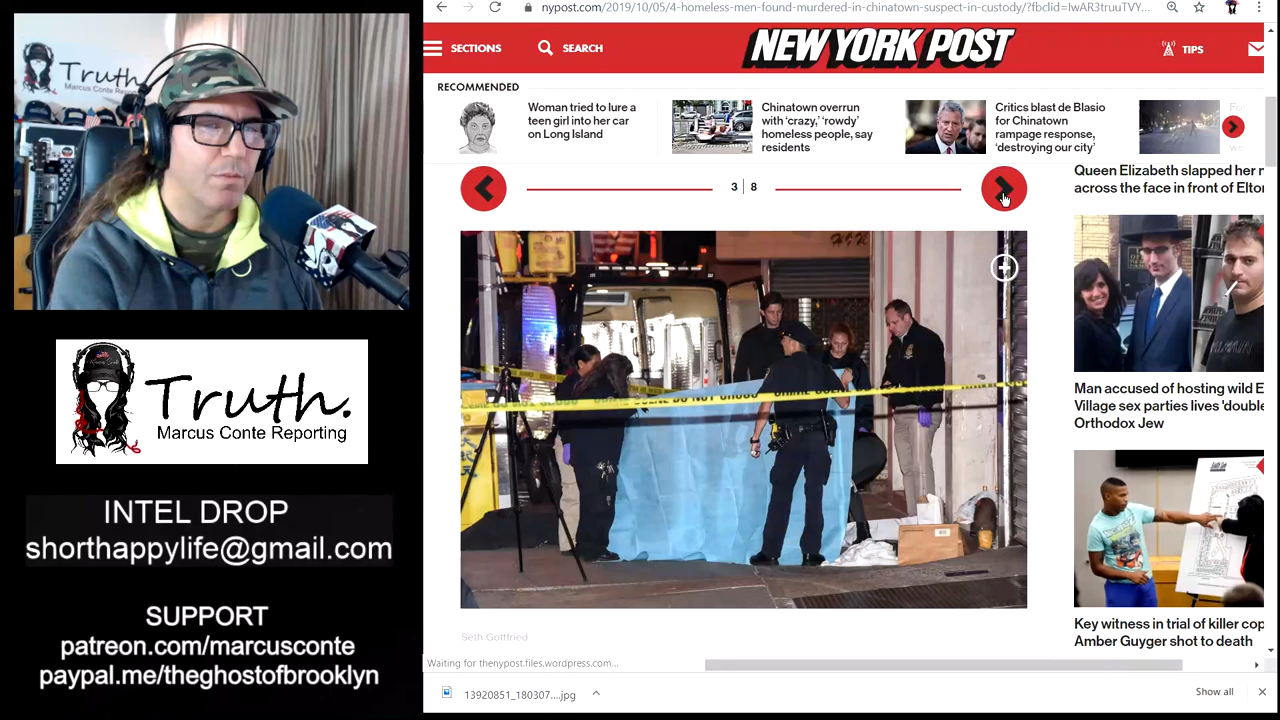 Truth.
Marcus Conte Reporting
Truth.
Marcus Conte Reporting
INTEL DROP
shorthappylife@gmail.com
SUPPORT
patreon.com/marcusconte
paypal.me/theghostofbrooklyn
nypost.com/2019/10/05/4-homeless-men-found-murdered-in-chinatown-suspect-in-custody/?fbclid=IwAR3truuTVY...
SECTIONS
SEARCH
NEW YORK POST
TIPS
RECOMMENDED
Woman tried to lure a
teen girl into her car
on Long Island
Chinatown overrun
with ‘crazy,’ ‘rowdy’
homeless people, say
residents
Critics blast de Blasio
for Chinatown
rampage response,
‘destroying our city’
3 | 8
Queen Elizabeth slapped her
across the face in front of
Man accused of hosting wild E
Village sex parties lives 'double
Orthodox Jew
Key witness in trial of killer cop
Amber Guyger shot to death
Seth Gottfried
Waiting for thenypost.files.wordpress.com...
13920851_180307....jpg
Show all